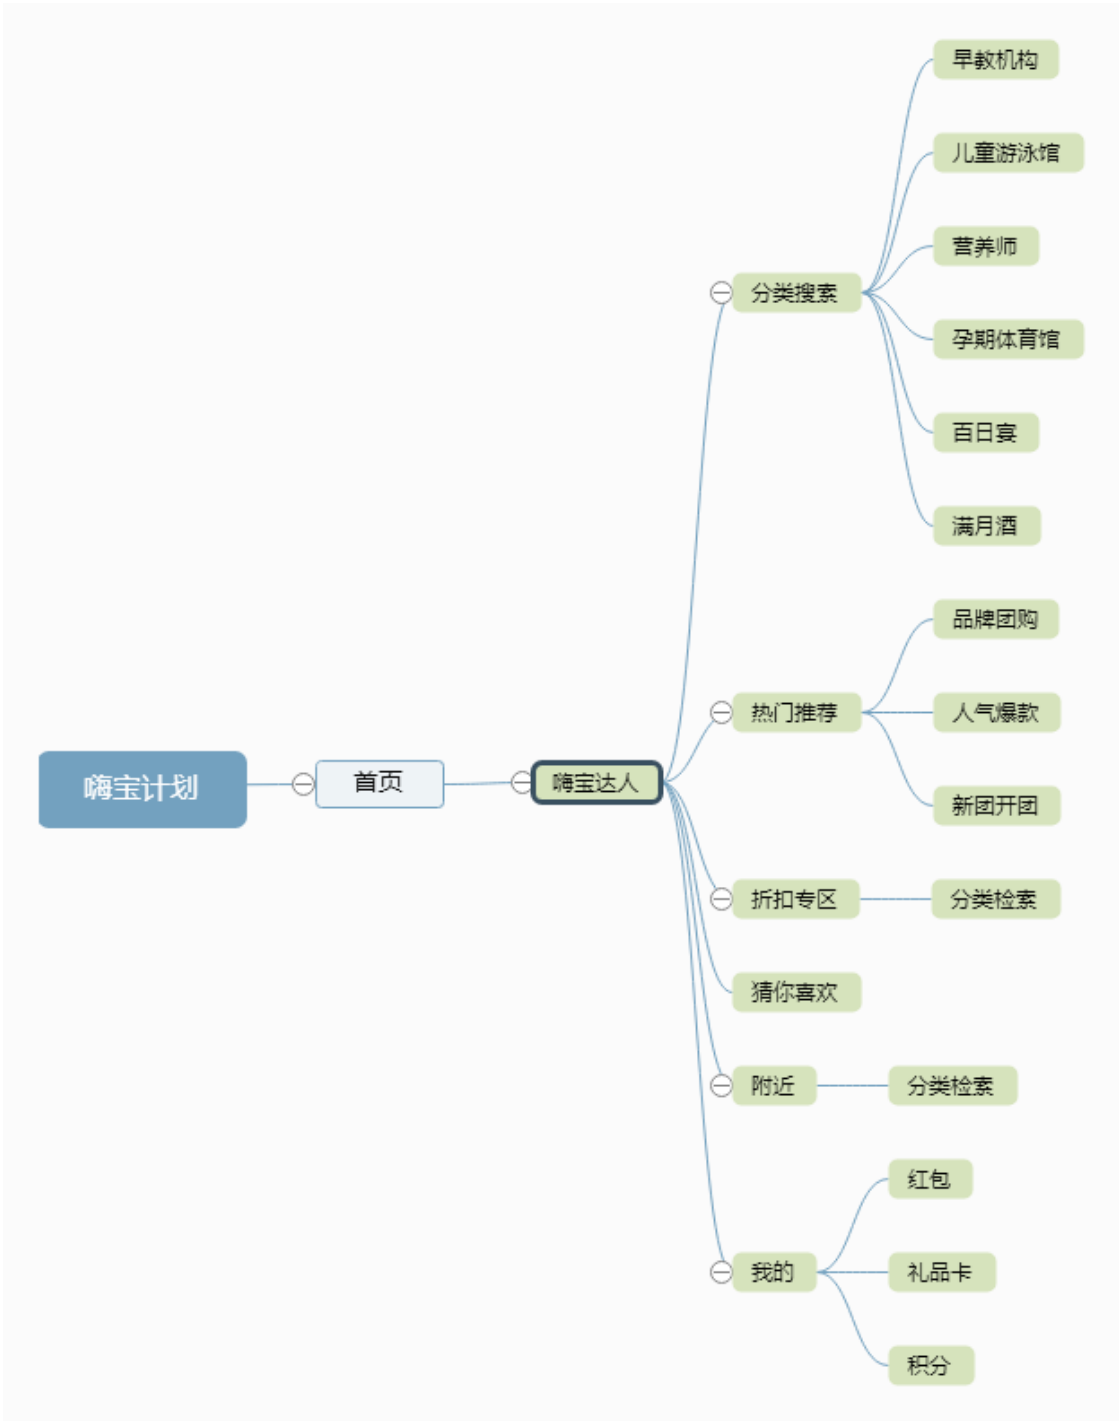 嗨宝计划
首页
嗨宝达人
分类搜素
早教机构
儿童游泳馆
营养师
孕期体育馆
百日宴
满月酒
热门推荐
品牌团购
人气爆款
新团开团
折扣专区
分类检素
猜你喜欢
附近
分类检素
我的
红包
礼品卡
积分